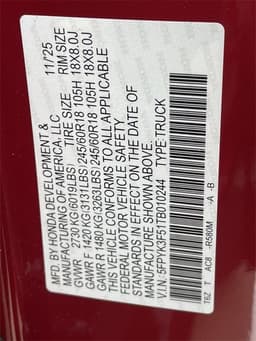 MFD. BY HONDA DEVELOPMENT & 11/25
MANUFACTURING OF AMERICA, LLC
TIRE SIZE RIM SIZE
GVWR 2730 KG(6019LBS)
GAWR F 1420 KG(3131LBS) 245/60R18 105H 18X8.0J
GAWR R 1480 KG(3263LBS) 245/60R18 105H 18X8.0J
THIS VEHICLE CONFORMS TO ALL APPLICABLE
FEDERAL MOTOR VEHICLE SAFETY
STANDARDS IN EFFECT ON THE DATE OF
MANUFACTURE SHOWN ABOVE.
V.I.N.: 5FPYK3F51TB010244 TYPE:TRUCK
T6Z T AC8 -R580M -A -B